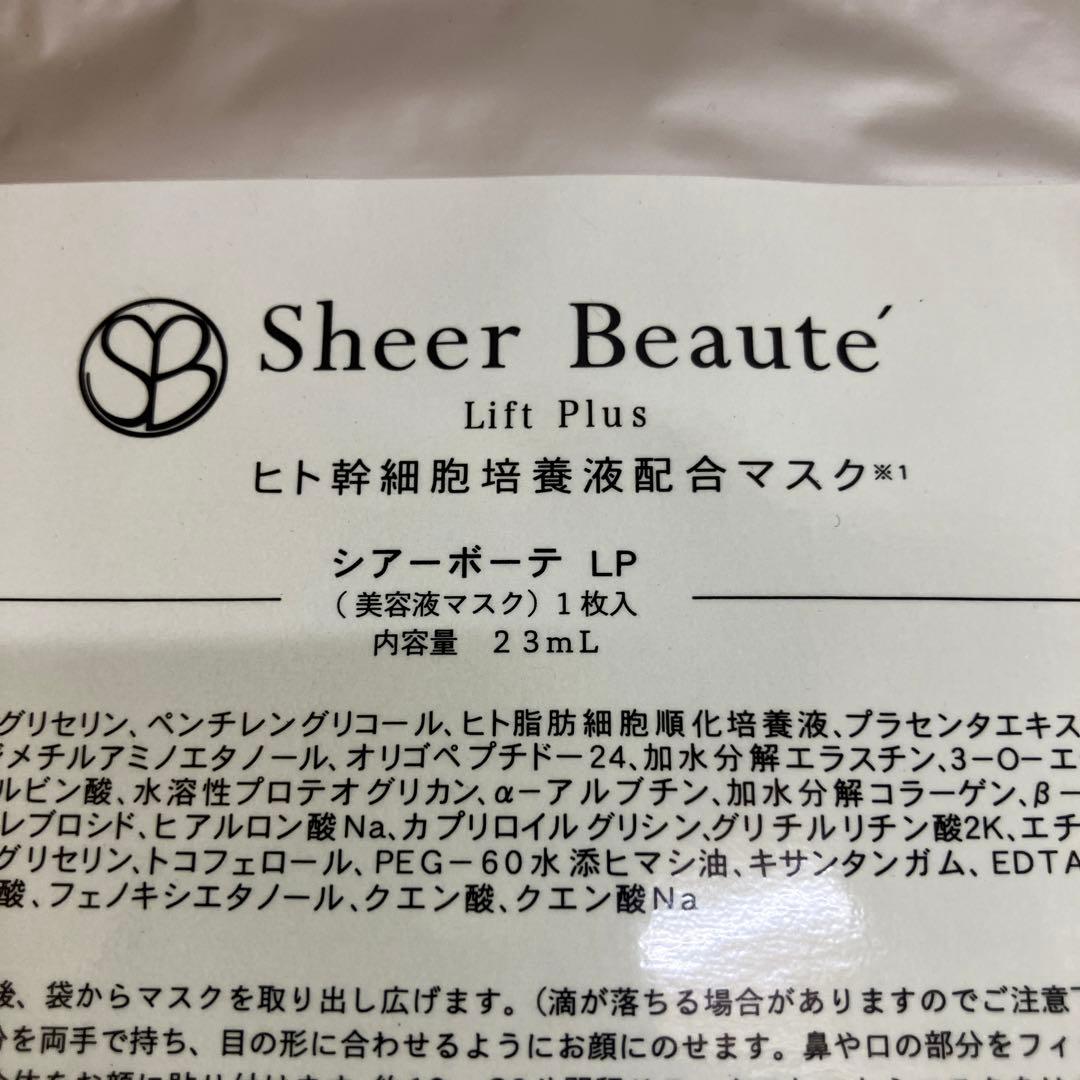 Sheer Beauté
Lift Plus
ヒト幹細胞培養液配合マスク※1
シアーボーテ LP
(美容液マスク)1枚入
内容量 23mL
グリセリン、ペンチレングリコール、ヒト脂肪細胞順化培養液、プラセンタエキス
ジメチルアミノエタノール、オリゴペプチドー24、加水分解エラスチン、3-O-エ
ルビン酸、水溶性プロテオグリカン、α-アルブチン、加水分解コラーゲン、β-
レブロシド、ヒアルロン酸Na、カプリロイルグリシン、グリチルリチン酸2K、エチ
グリセリン、トコフェロール、PEG-60水添ヒマシ油、キサンタンガム、EDTA
酸、フェノキシエタノール、クエン酸、クエン酸Na
後、袋からマスクを取り出し広げます。(滴が落ちる場合がありますのでご注意
分を両手で持ち、目の形に合わせるようにお顔にのせます。鼻や口の部分をフィ